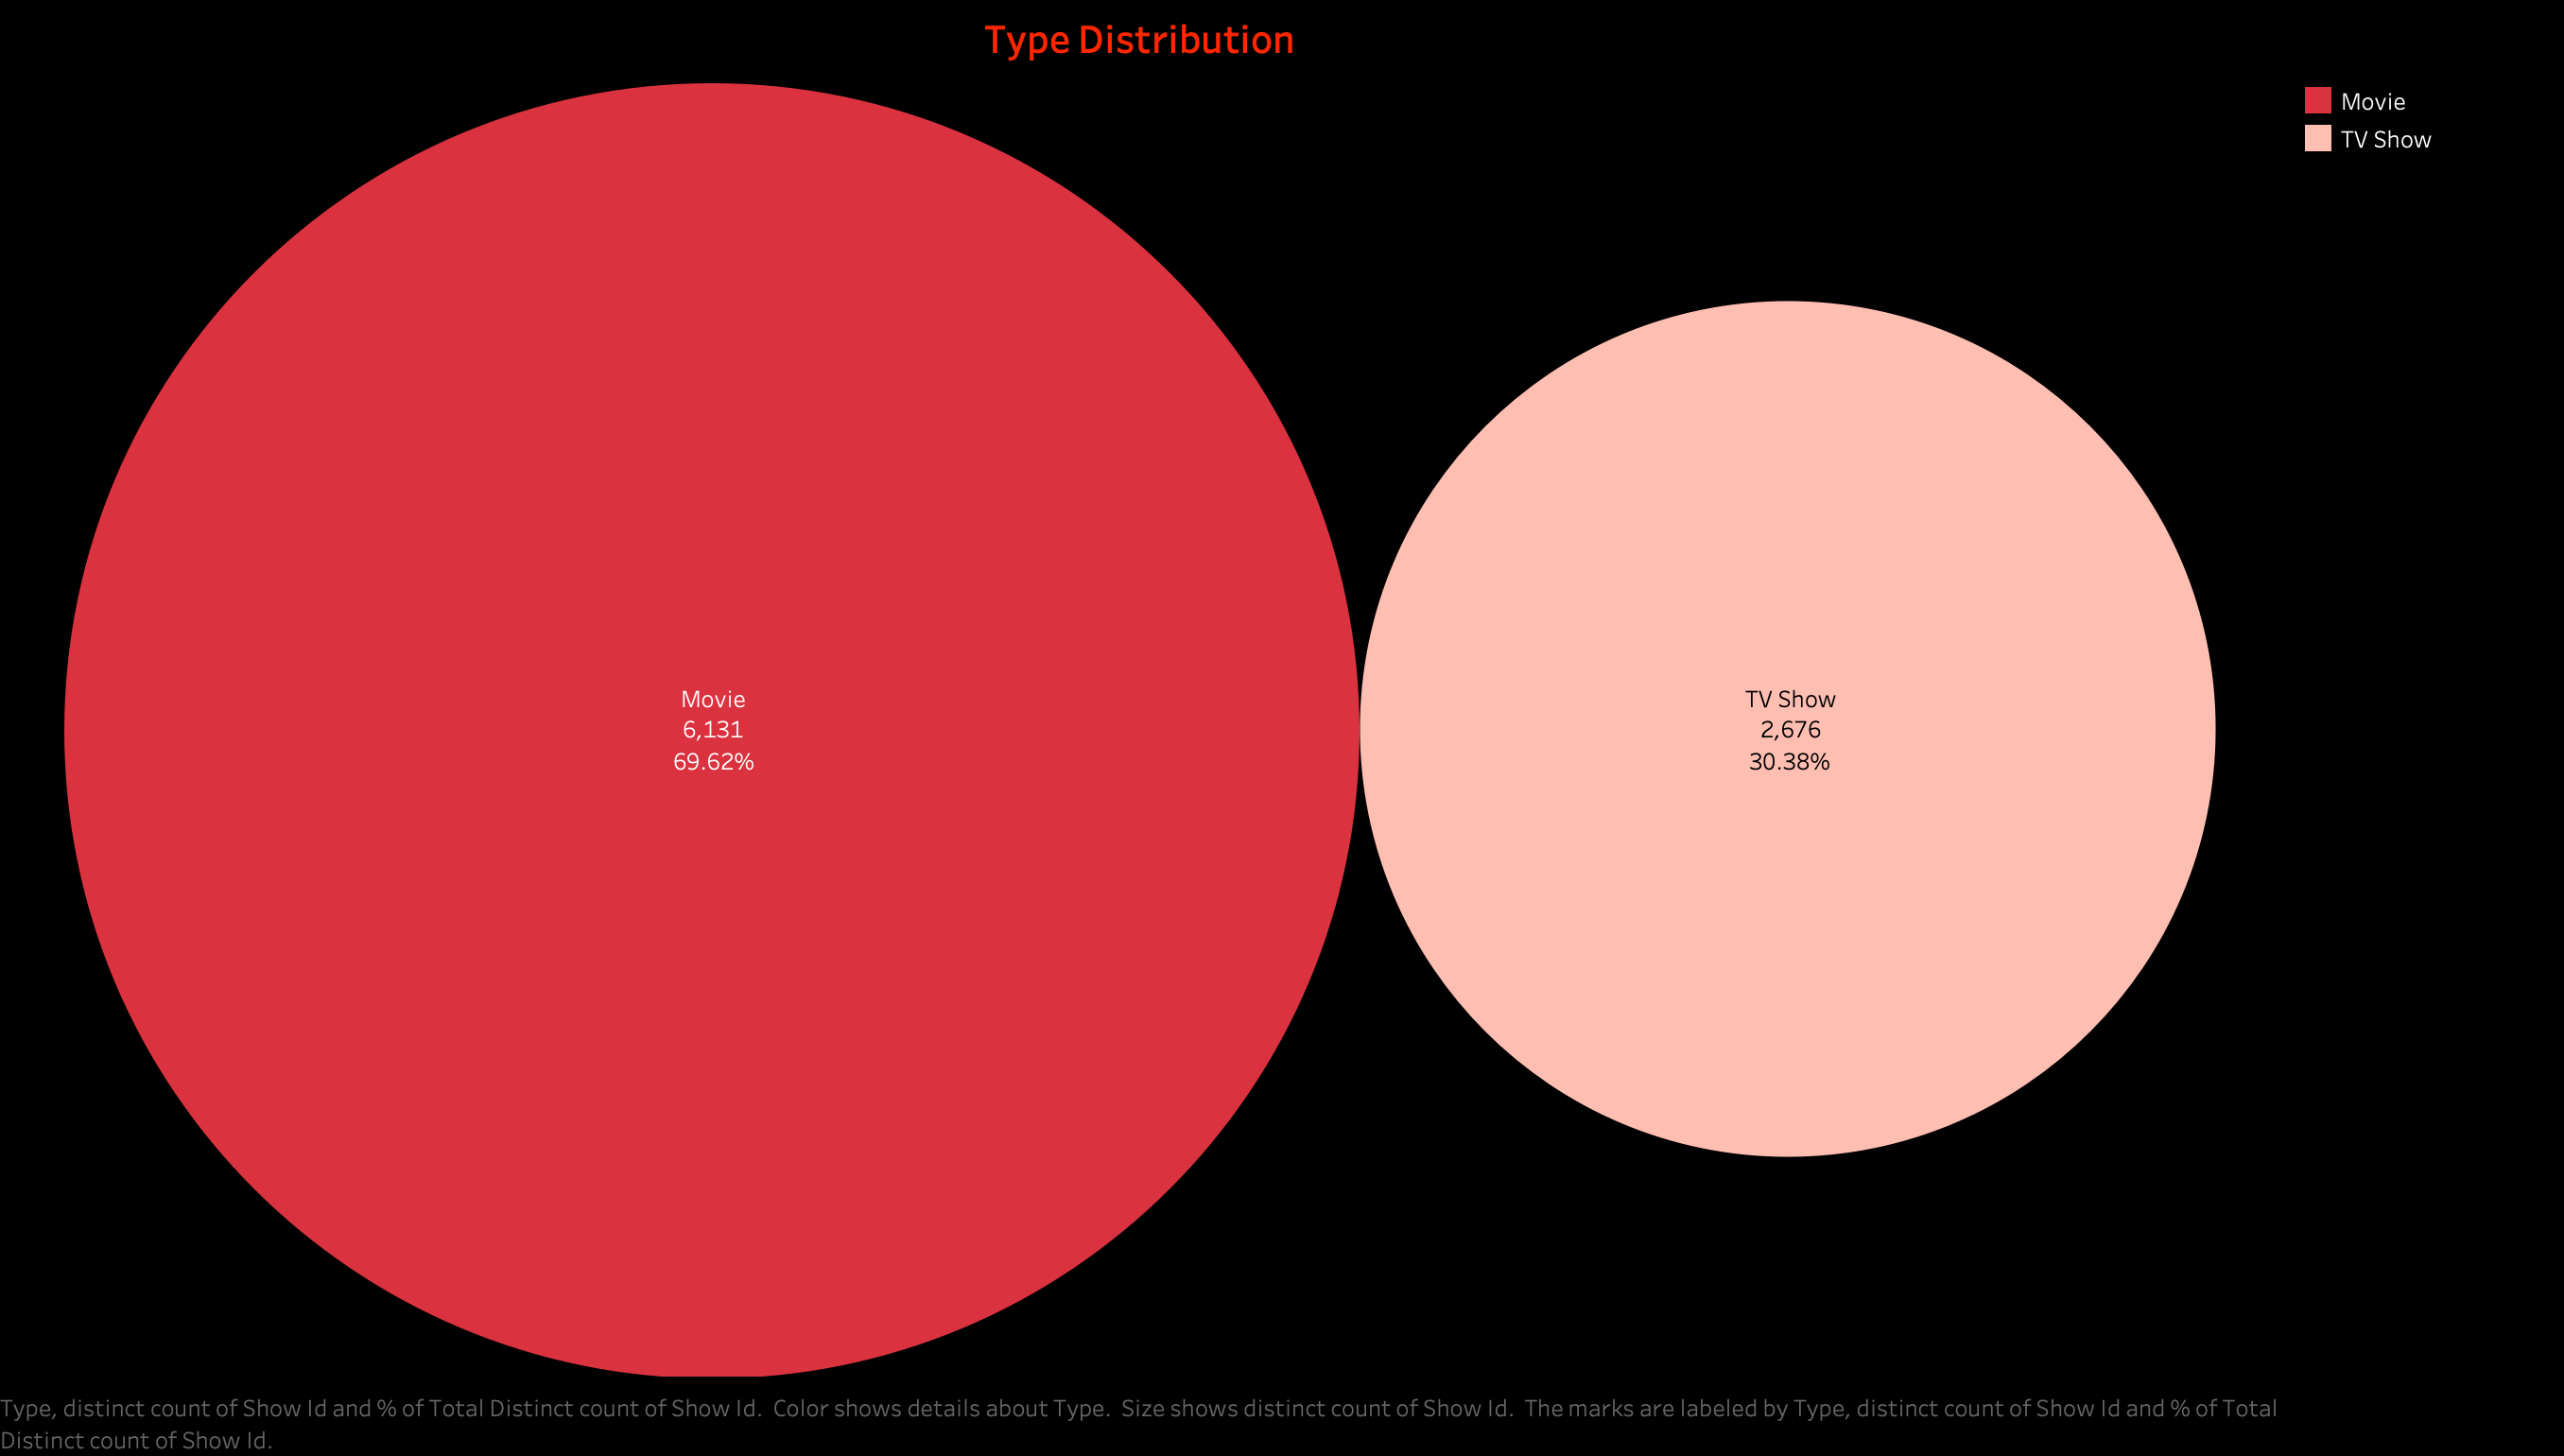 Type Distribution
Movie
TV Show
Movie
6,131
69.62%
TV Show
2,676
30.38%
Type, distinct count of Show Id and % of Total Distinct count of Show Id.  Color shows details about Type.  Size shows distinct count of Show Id.  The marks are labeled by Type, distinct count of Show Id and % of Total
Distinct count of Show Id.